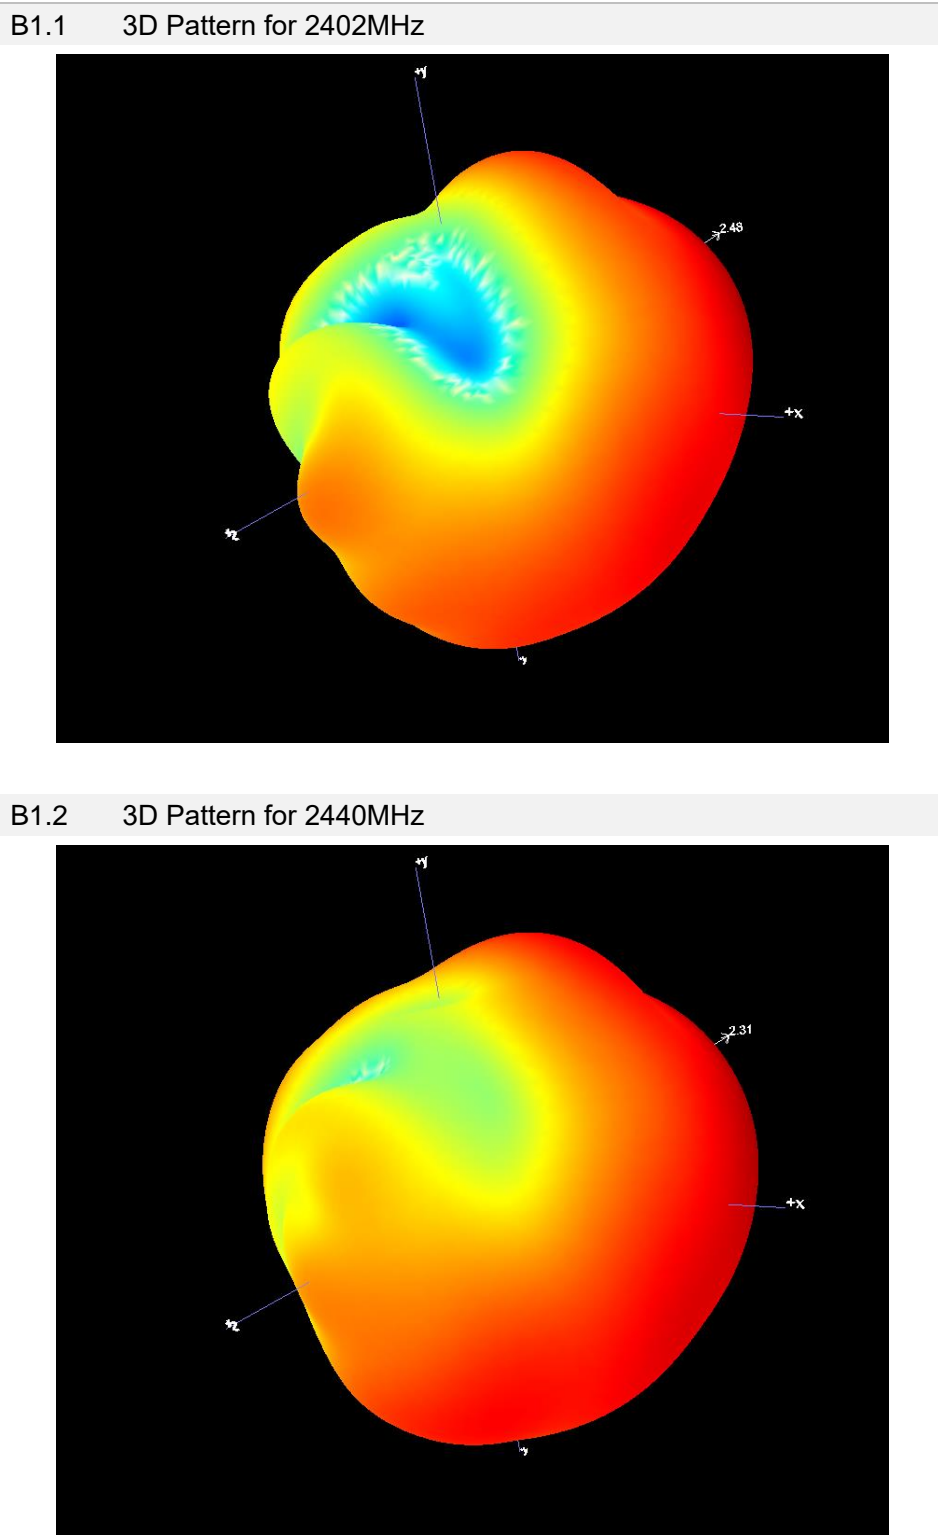 B1.1 3D Pattern for 2402MHz
+y
2.48
+x
+z
-y
B1.2 3D Pattern for 2440MHz
+y
2.31
+x
+z
-y